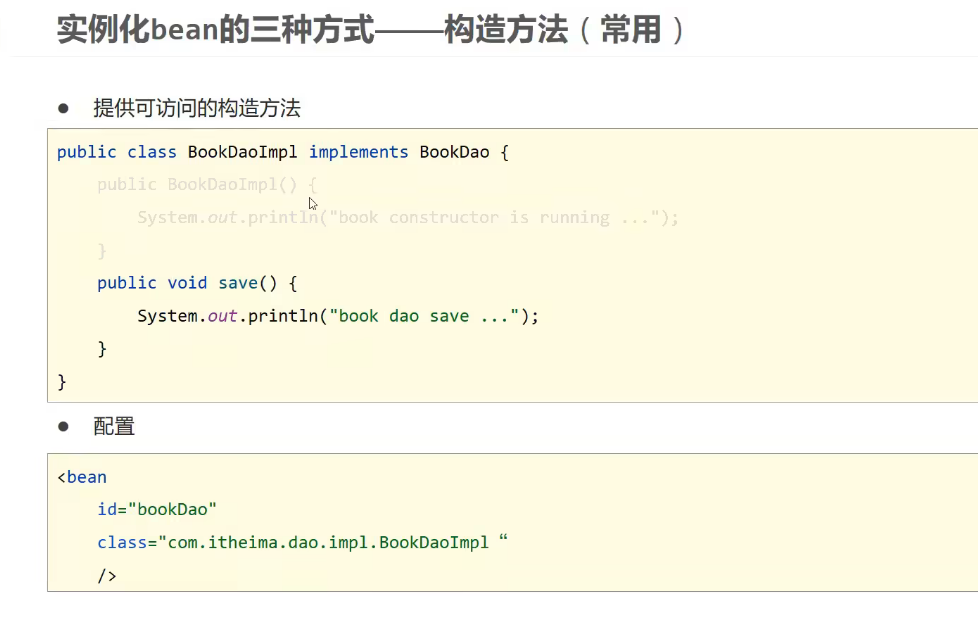 实例化bean的三种方式——构造方法（常用）
● 提供可访问的构造方法
public class BookDaoImpl implements BookDao {
    public BookDaoImpl() {
        System.out.println("book constructor is running ...");
    }
    public void save() {
        System.out.println("book dao save ...");
    }
}
● 配置
<bean
    id="bookDao"
    class="com.itheima.dao.impl.BookDaoImpl “
    />